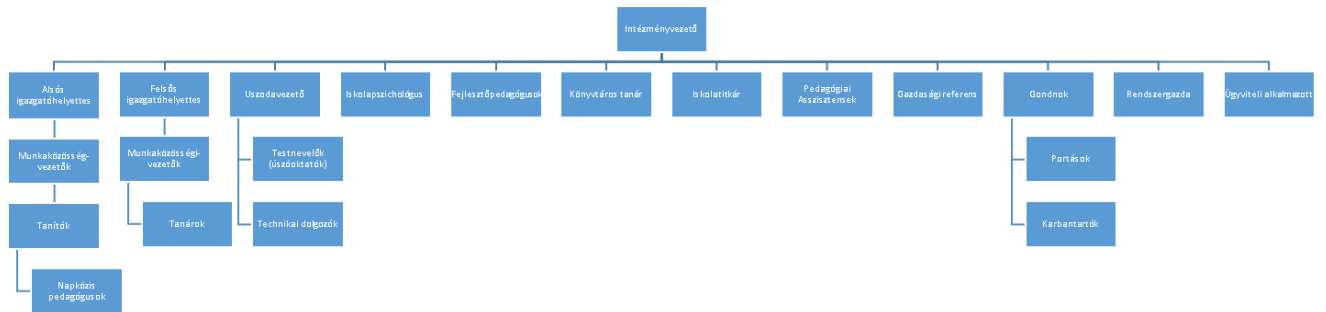 Intézményvezető
Alsós
igazgatóhelyettes
Felsős
igazgatóhelyettes
Uszodavezető
Iskolapszichológus
Fejlesztőpedagógusok
Könyvtáros tanár
Iskolatitkár
Pedagógiai
Asszisztensek
Gazdasági referens
Gondnok
Rendszergazda
Ügyviteli alkalmazott
Munkaközösség-
vezetők
Munkaközösségi-
vezetők
Testnevelők
(úszóoktatók)
Portások
Tanítók
Tanárok
Technikai dolgozók
Karbantartók
Napközis
pedagógusok